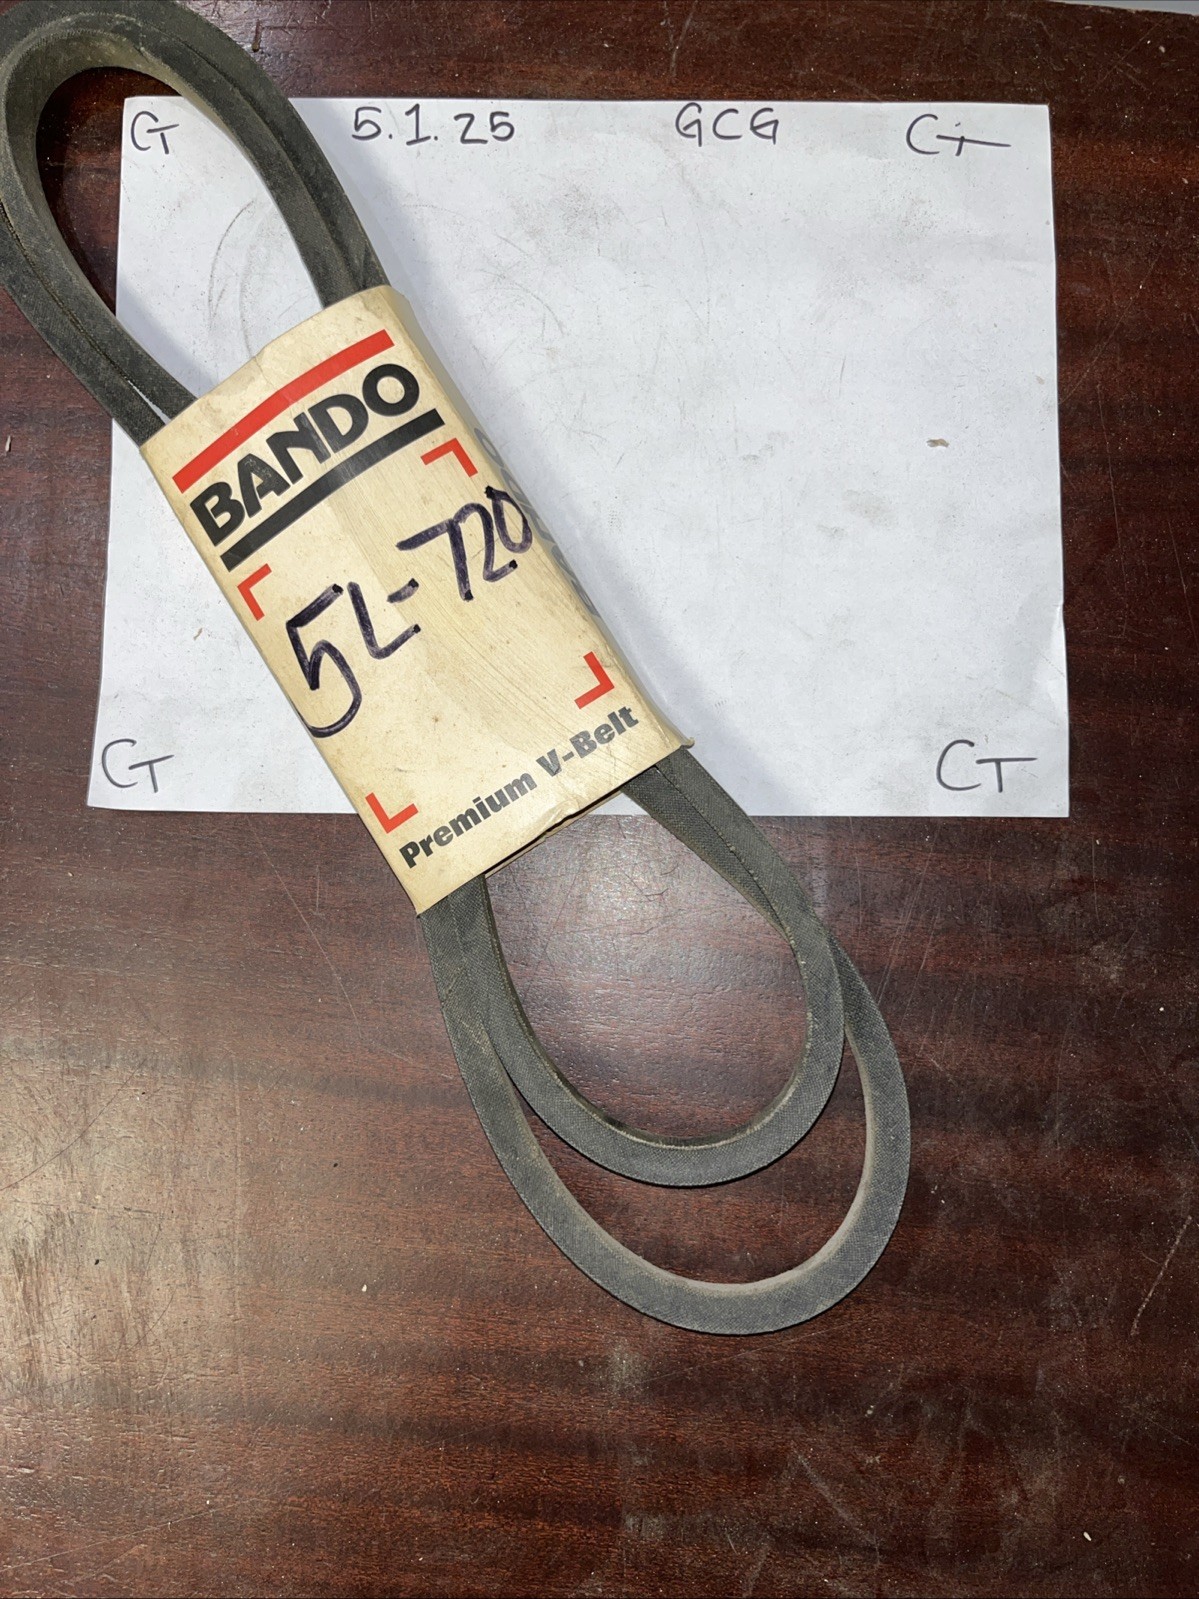 CT 5.1.25 GCG CT
BANDO
5L-720
Premium V-Belt
CT CT